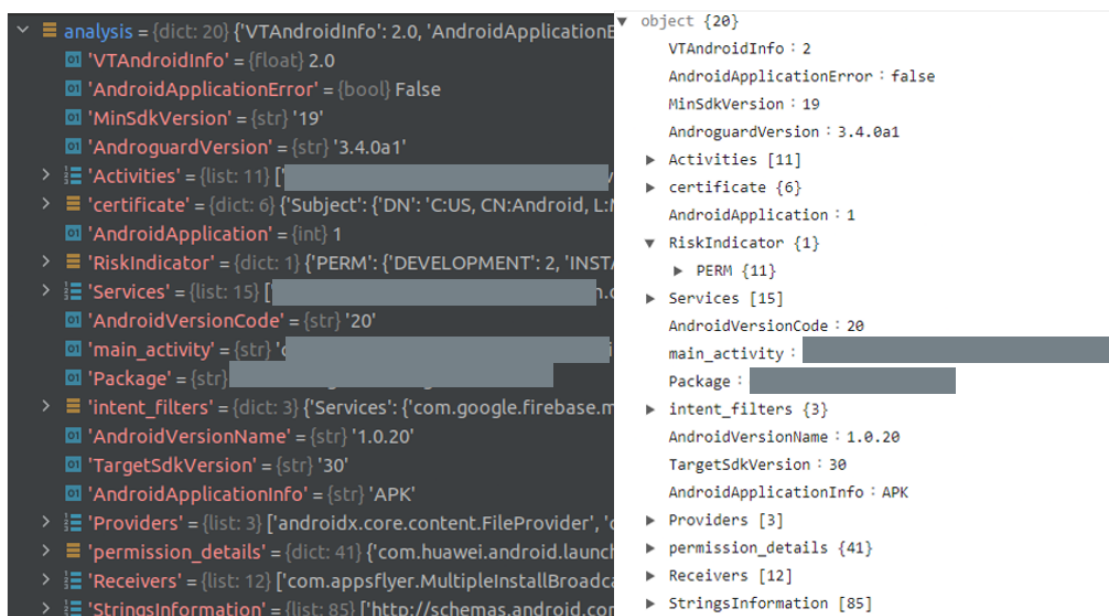 analysis = {dict: 20} {'VTAndroidInfo': 2.0, 'AndroidApplicationE
'VTAndroidInfo' = {float} 2.0
'AndroidApplicationError' = {bool} False
'MinSdkVersion' = {str} '19'
'AndroguardVersion' = {str} '3.4.0a1'
'Activities' = {list: 11} ['
'certificate' = {dict: 6} {'Subject': {'DN': 'C:US, CN:Android, L:M
'AndroidApplication' = {int} 1
'RiskIndicator' = {dict: 1} {'PERM': {'DEVELOPMENT': 2, 'INSTA
'Services' = {list: 15} ['
'AndroidVersionCode' = {str} '20'
'main_activity' = {str} '
'Package' = {str}
'intent_filters' = {dict: 3} {'Services': {'com.google.firebase.m
'AndroidVersionName' = {str} '1.0.20'
'TargetSdkVersion' = {str} '30'
'AndroidApplicationInfo' = {str} 'APK'
'Providers' = {list: 3} ['androidx.core.content.FileProvider', 'c
'permission_details' = {dict: 41} {'com.huawei.android.launch
'Receivers' = {list: 12} ['com.appsflyer.MultipleInstallBroadca
'StringsInformation' = {list: 85} ['http://schemas.android.com
object {20}
VTAndroidInfo : 2
AndroidApplicationError : false
MinSdkVersion : 19
AndroguardVersion : 3.4.0a1
Activities [11]
certificate {6}
AndroidApplication : 1
RiskIndicator {1}
PERM {11}
Services [15]
AndroidVersionCode : 20
main_activity :
Package :
intent_filters {3}
AndroidVersionName : 1.0.20
TargetSdkVersion : 30
AndroidApplicationInfo : APK
Providers [3]
permission_details {41}
Receivers [12]
StringsInformation [85]